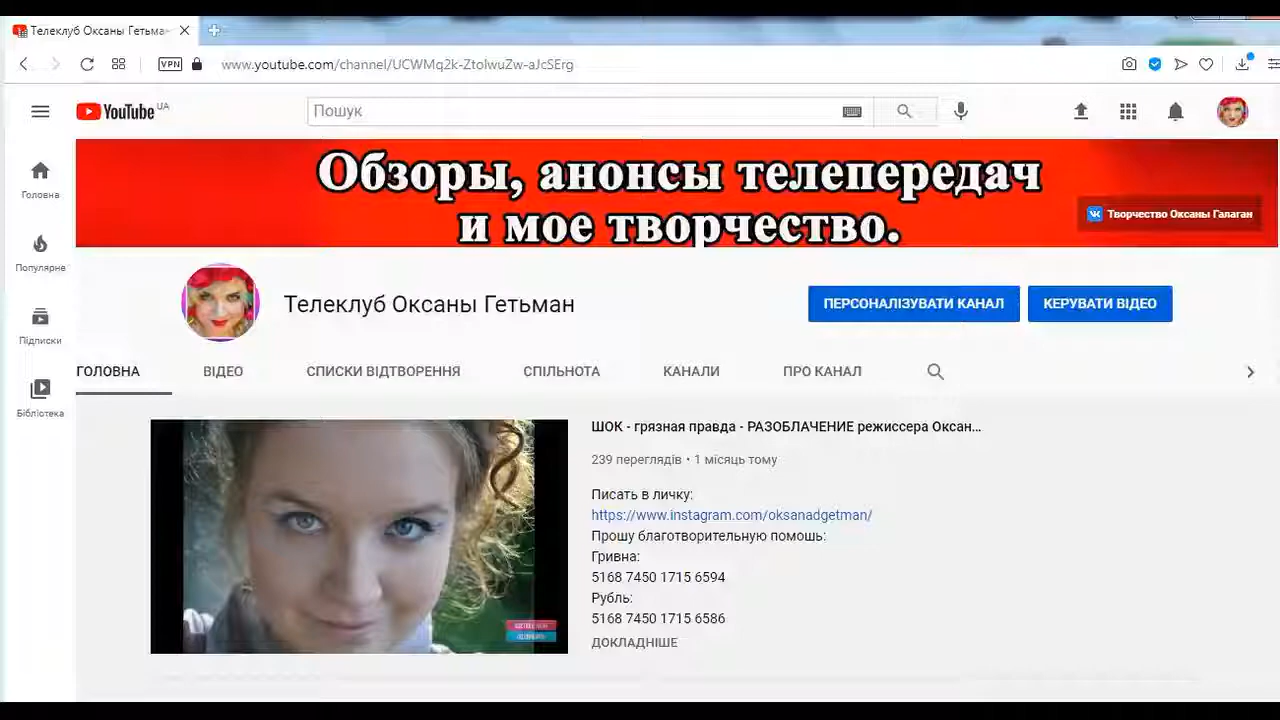 Телеклуб Оксаны Гетьма
VPN
www.youtube.com/channel/UCWMq2k-ZtolwuZw-aJcSErg
YouTube UA
Пошук
Обзоры, анонсы телепередач
и мое творчество.
Творчество Оксаны Галаган
Головна
Популярне
Підписки
Бібліотека
Телеклуб Оксаны Гетьман
ПЕРСОНАЛІЗУВАТИ КАНАЛ
КЕРУВАТИ ВІДЕО
ГОЛОВНА
ВІДЕО
СПИСКИ ВІДТВОРЕННЯ
СПІЛЬНОТА
КАНАЛИ
ПРО КАНАЛ
ШОК - грязная правда - РАЗОБЛАЧЕНИЕ режиссера Оксан...
239 переглядів • 1 місяць тому
Писать в личку:
https://www.instagram.com/oksanadgetman/
Прошу благотворительную помощь:
Гривна:
5168 7450 1715 6594
Рубль:
5168 7450 1715 6586
ДОКЛАДНІШЕ